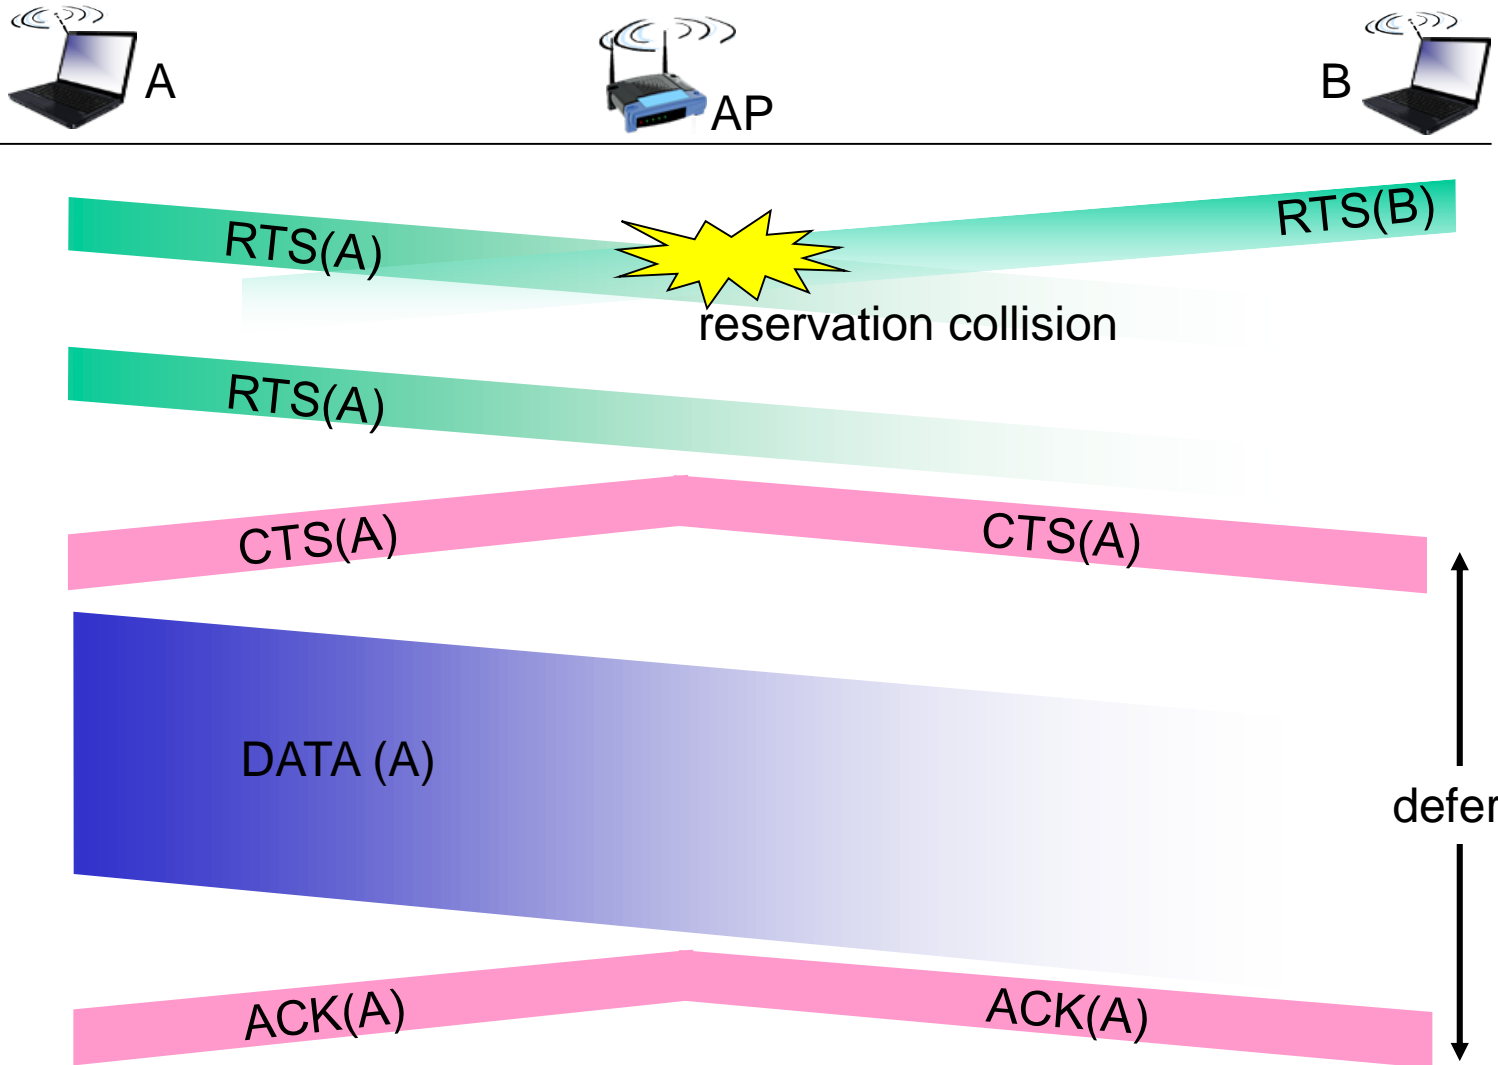 A
AP
B
RTS(A)
RTS(B)
reservation collision
RTS(A)
CTS(A)
CTS(A)
DATA (A)
defer
ACK(A)
ACK(A)